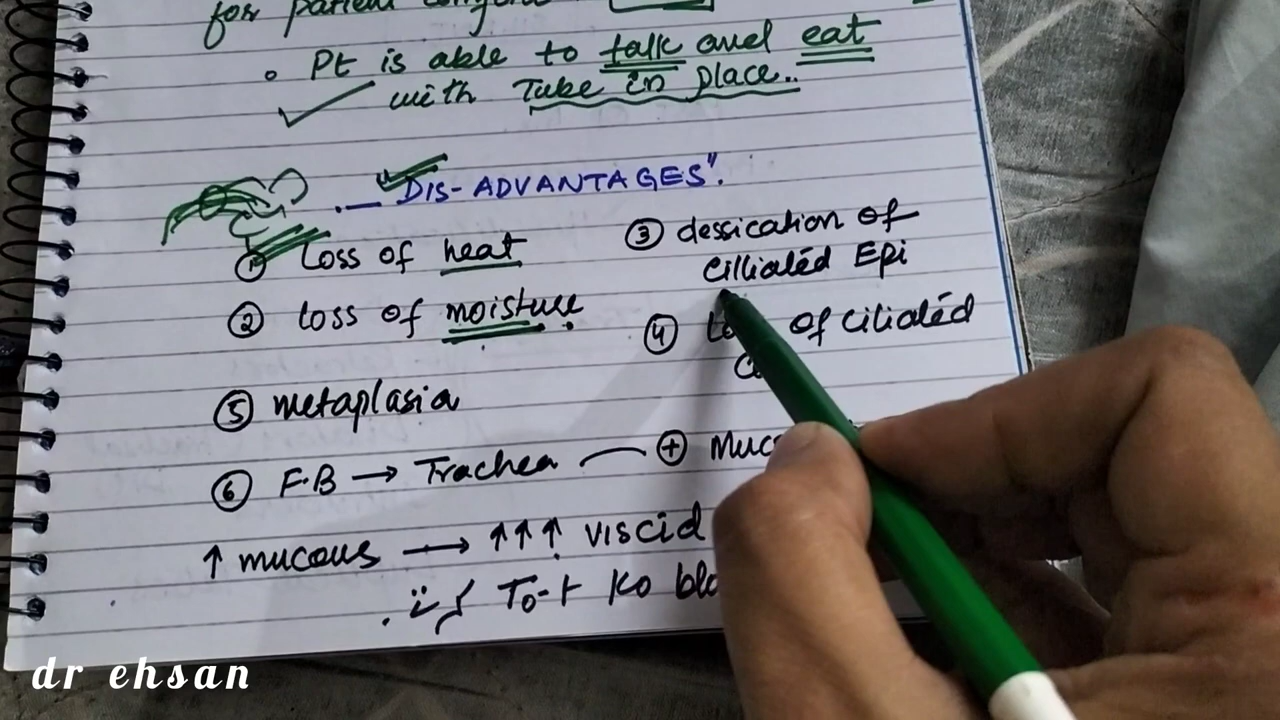 for patient
• Pt is able to talk and eat
with Tube in place..
"DIS-ADVANTAGES".
① Loss of heat
② loss of moisture
③ dessication of
cilliated Epi
④ of ciliated
⑤ metaplasia
⑥ F.B → Trachea
⊕
↑ mucous → ↑↑↑ viscid
To-t Ko
dr ehsan